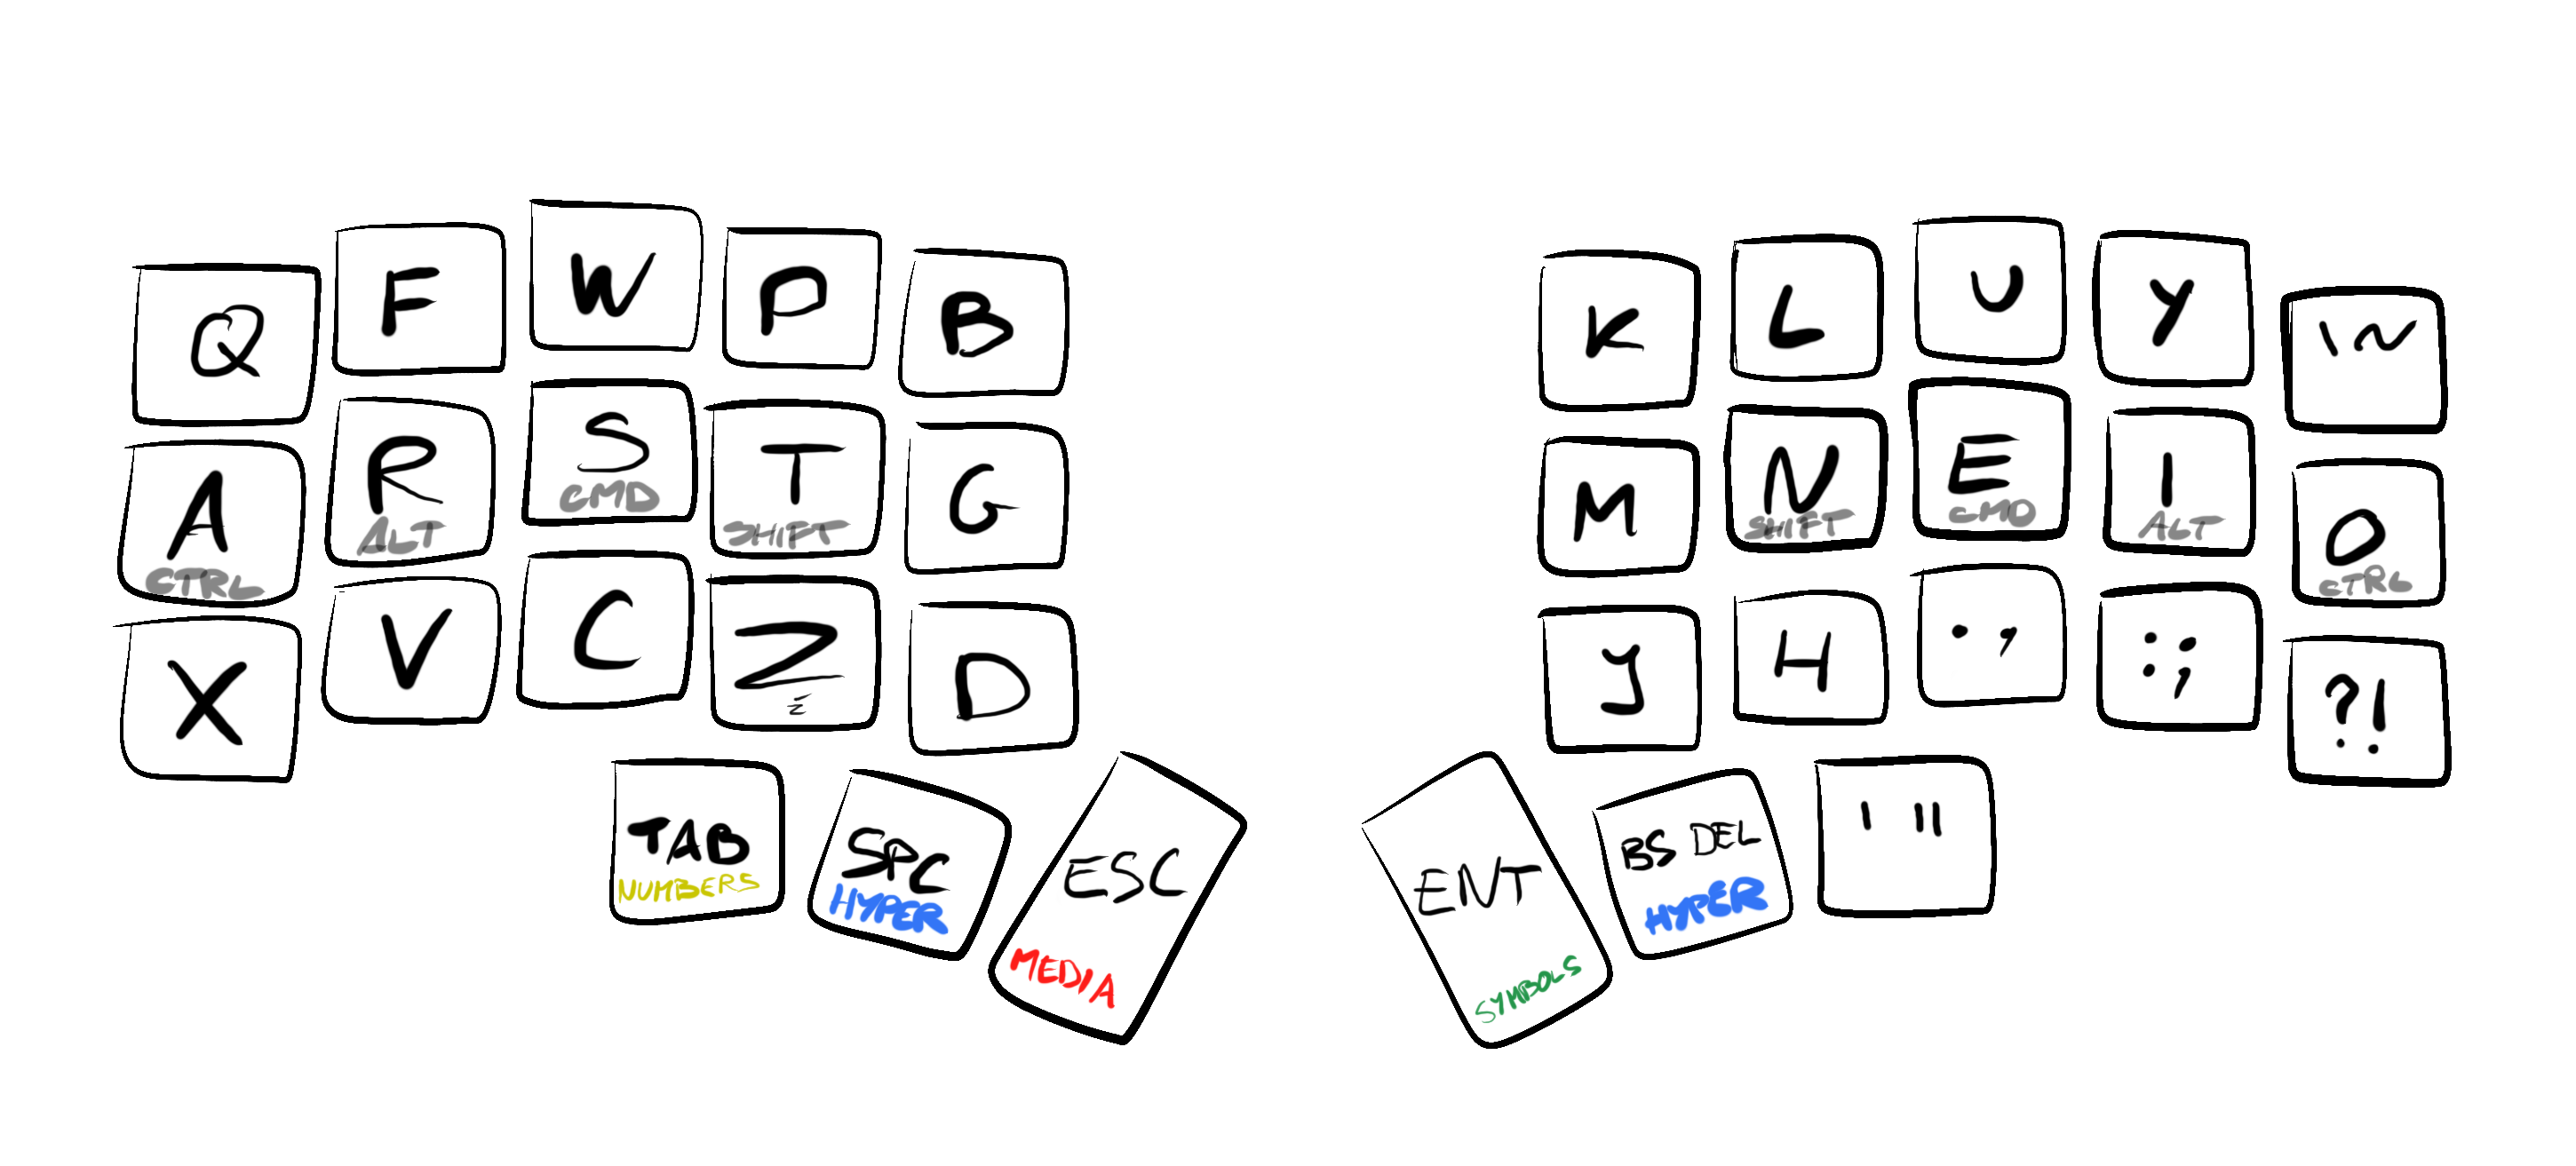 Q F W P B K L U Y ` ~
A R S T G M N E I O
CTRL ALT CMD SHIFT SHIFT CMD ALT CTRL
X V C Z D J H . , : ; ? !
z
TAB SPC ESC ENT BS DEL ' "
NUMBERS HYPER MEDIA SYMBOLS HYPER